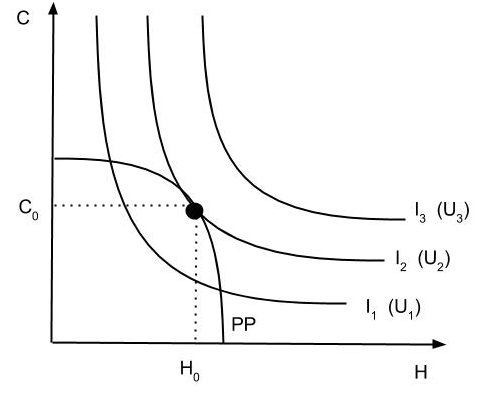 C
I₃ (U₃)
C₀
I₂ (U₂)
I₁ (U₁)
PP
H₀
H